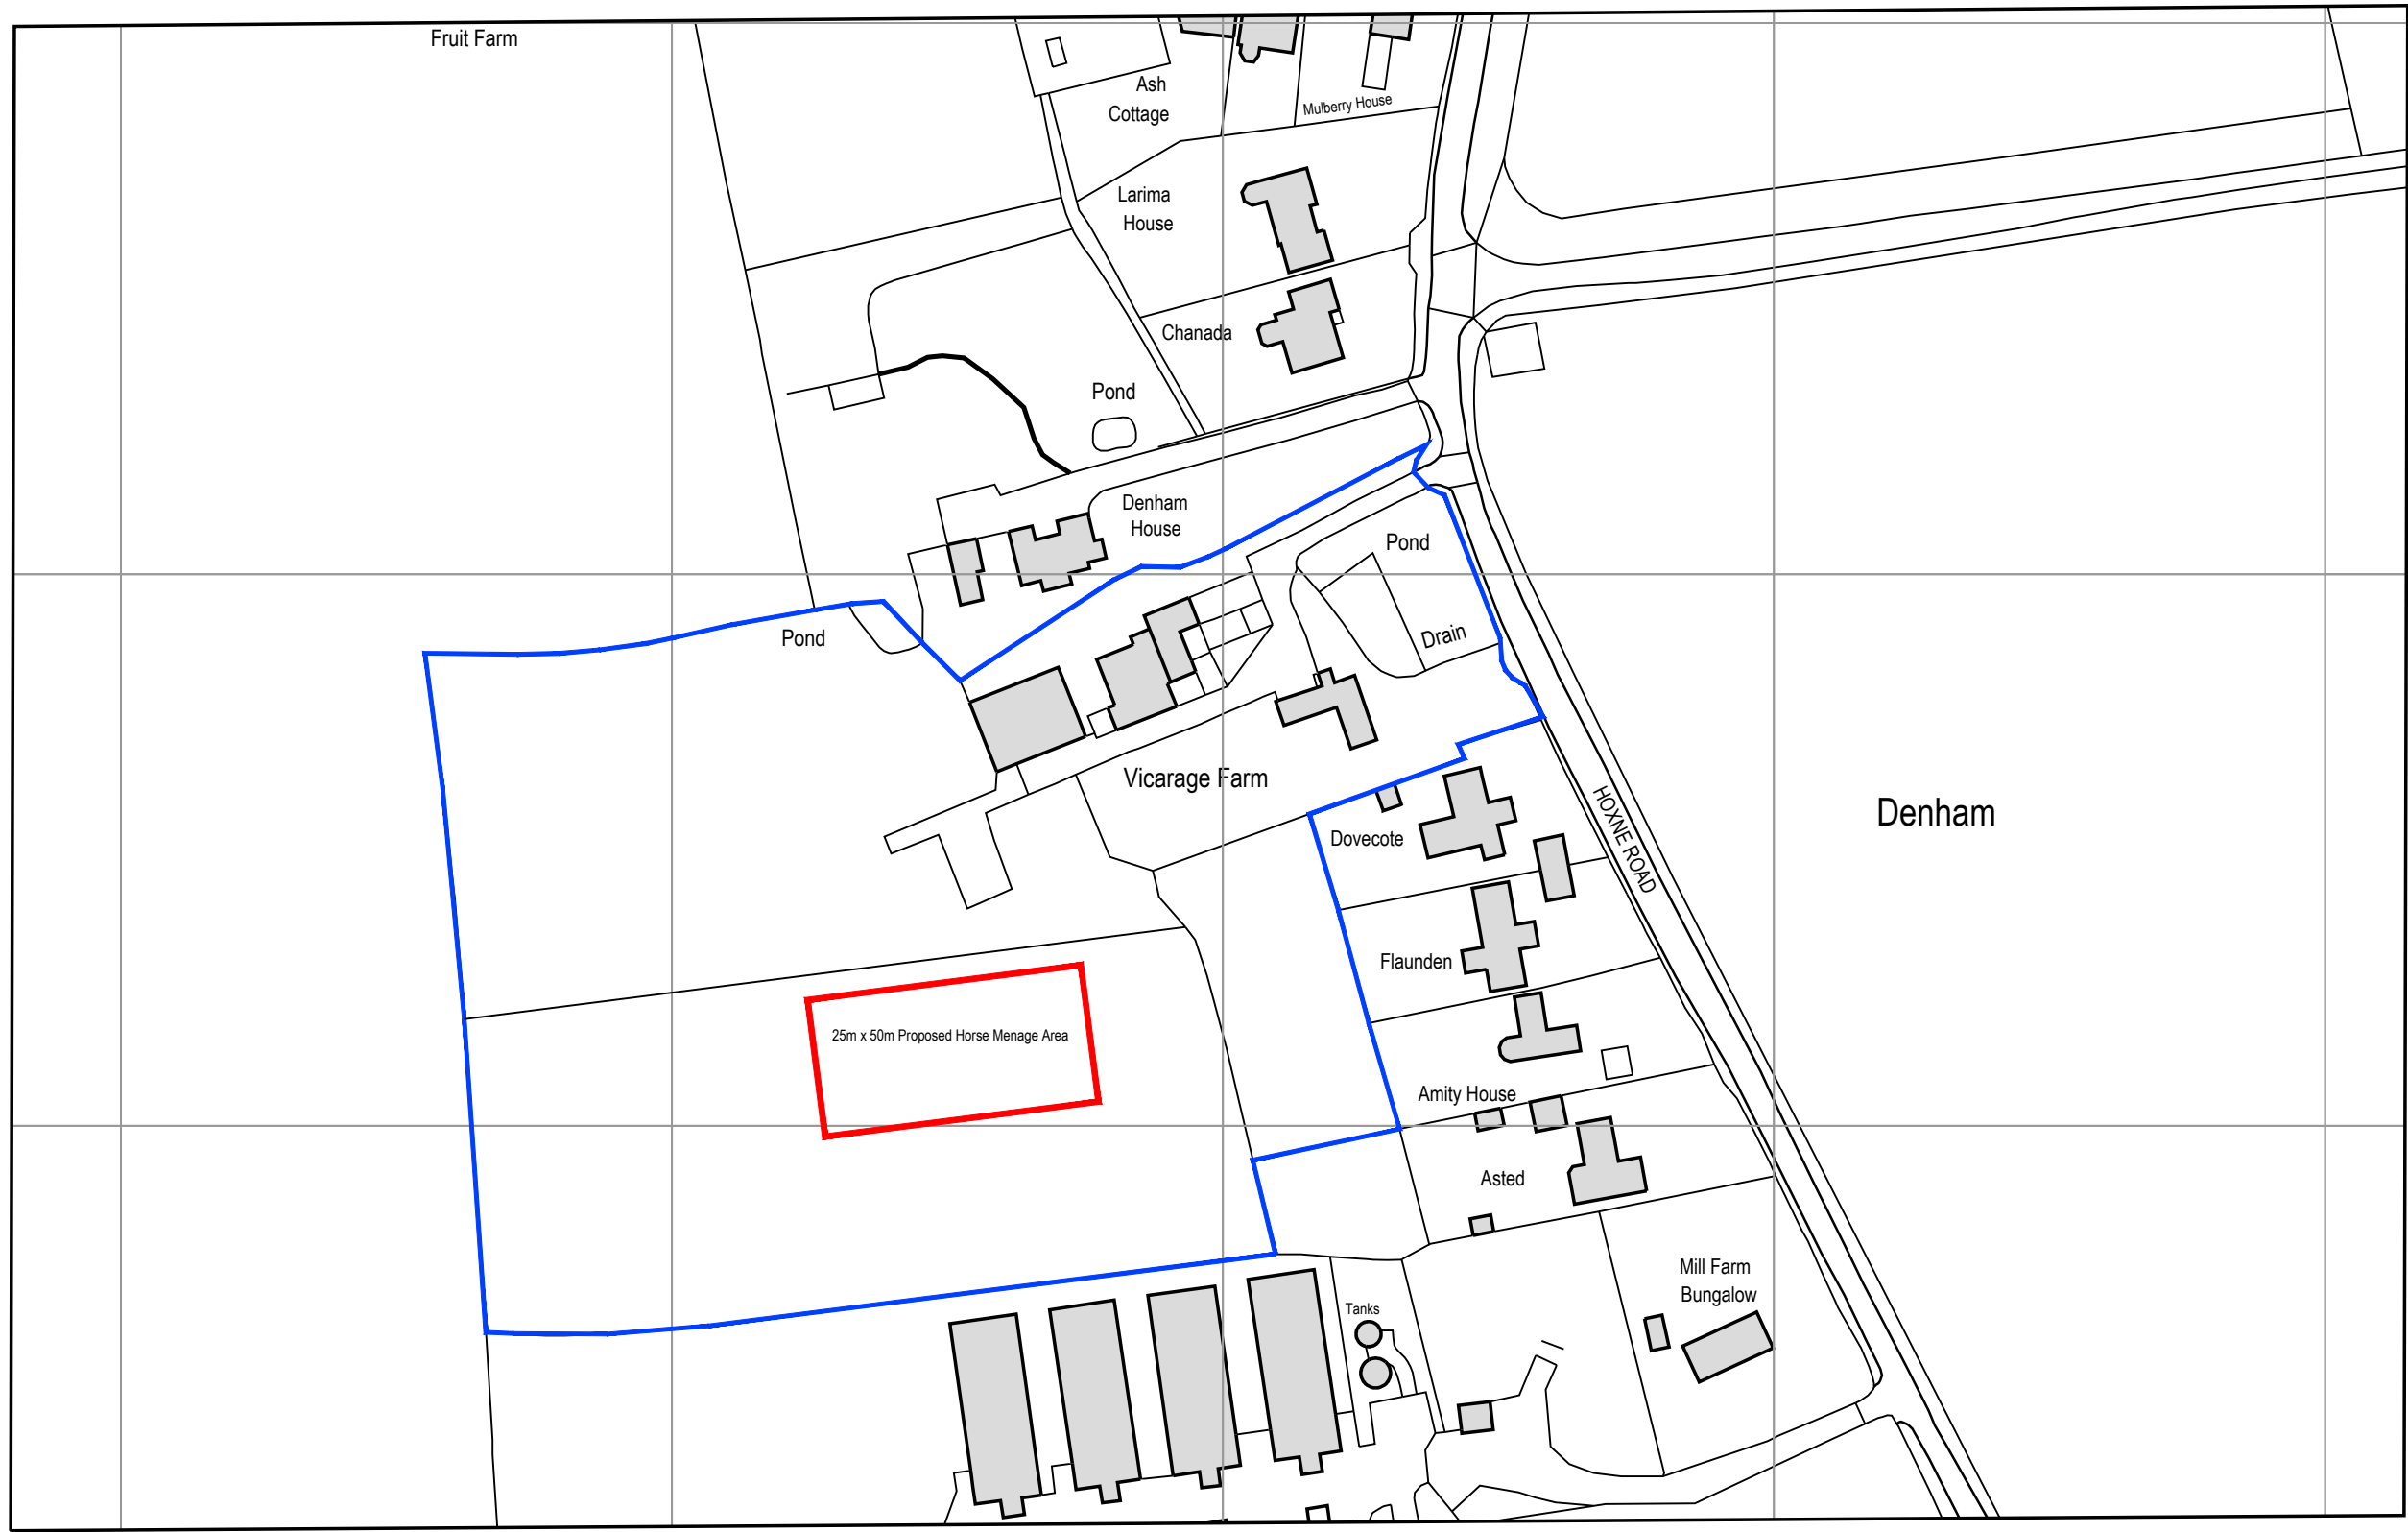 Fruit Farm
Ash
Cottage
Mulberry House
Larima
House
Chanada
Pond
Denham
House
Pond
Pond
Drain
Vicarage Farm
Denham
HOXNE ROAD
Dovecote
Flaunden
25m x 50m Proposed Horse Menage Area
Amity House
Asted
Mill Farm
Bungalow
Tanks